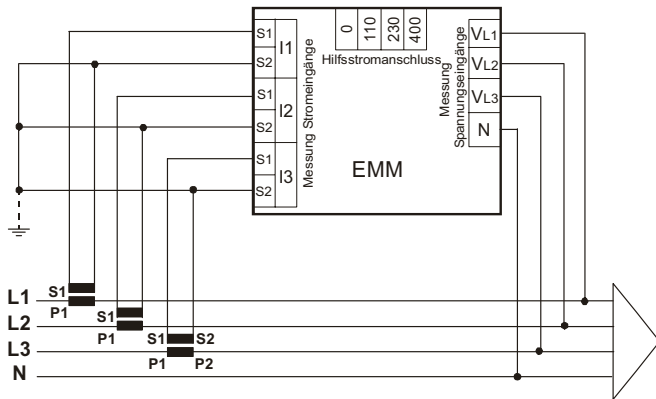 0 110 230 400
Hilfsstromanschluss
S1
S2
I1
S1
S2
I2
S1
S2
I3
Messung Stromeingänge
Messung
Spannungseingänge
VL1
VL2
VL3
N
EMM
S1
L1
P1
S1
L2
P1
S1 S2
L3
P1 P2
N